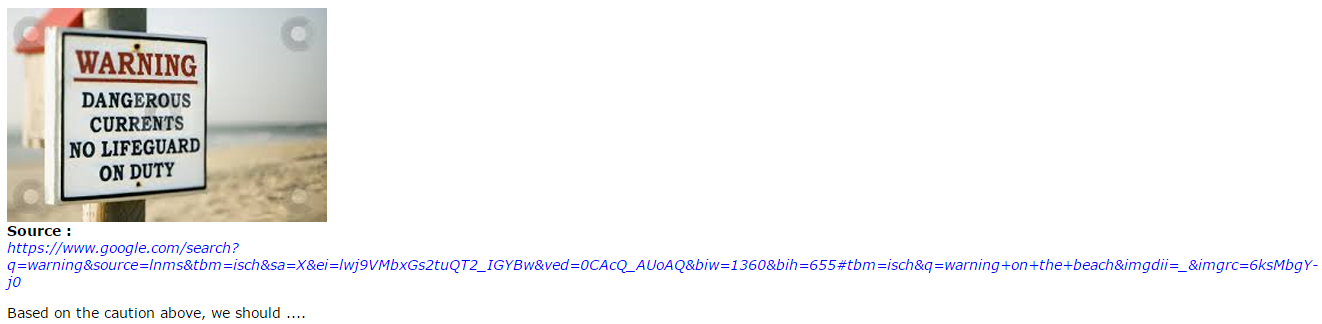 WARNING
DANGEROUS
CURRENTS
NO LIFEGUARD
ON DUTY
Source :
https://www.google.com/search?
q=warning&source=lnms&tbm=isch&sa=X&ei=lwj9VMbxGs2tuQT2_IGYBw&ved=0CAcQ_AUoAQ&biw=1360&bih=655#tbm=isch&q=warning+on+the+beach&imgdii=_&imgrc=6ksMbgY-
j0
Based on the caution above, we should ....